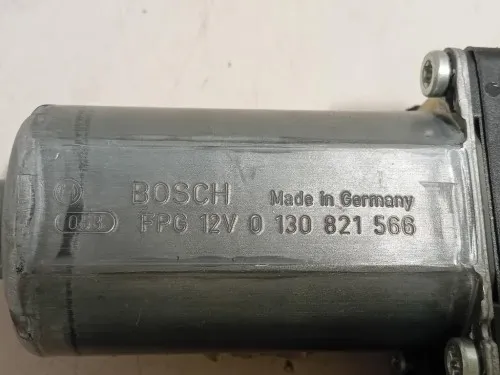 BOSCH Made in Germany
FPG 12V 0 130 821 566